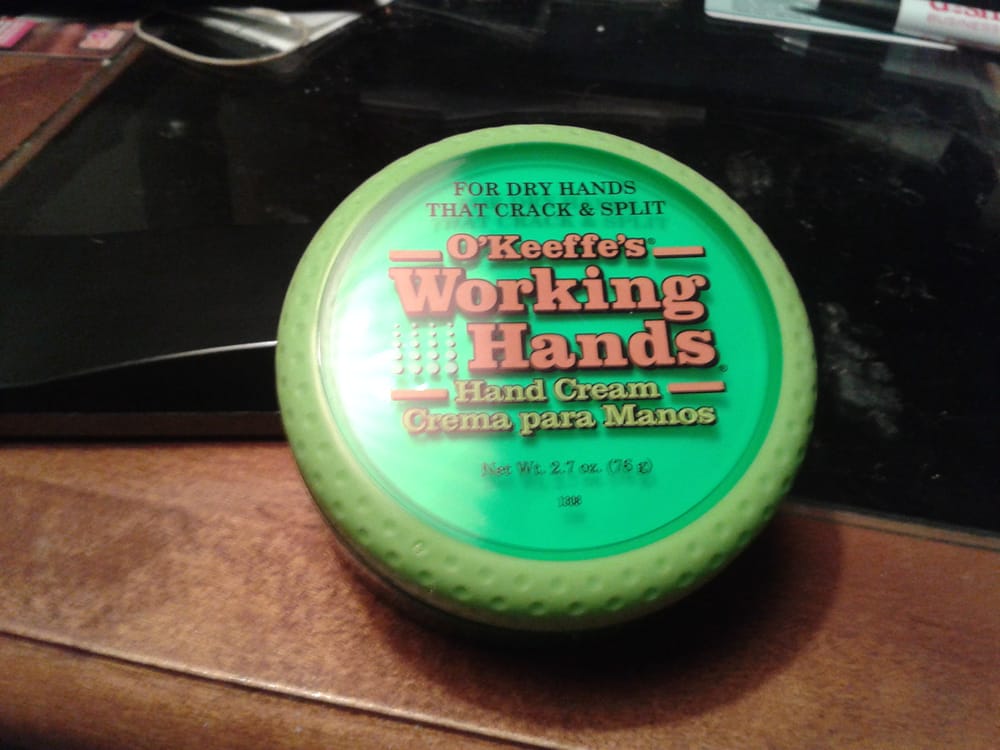 FOR DRY HANDS
THAT CRACK & SPLIT
O'Keeffe's®
Working
Hands®
Hand Cream
Crema para Manos
Net Wt. 2.7 oz. (76 g)